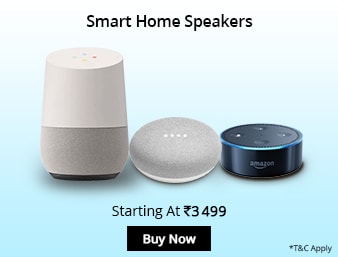 Smart Home Speakers
amazon
Starting At ₹3499
Buy Now
*T&C Apply